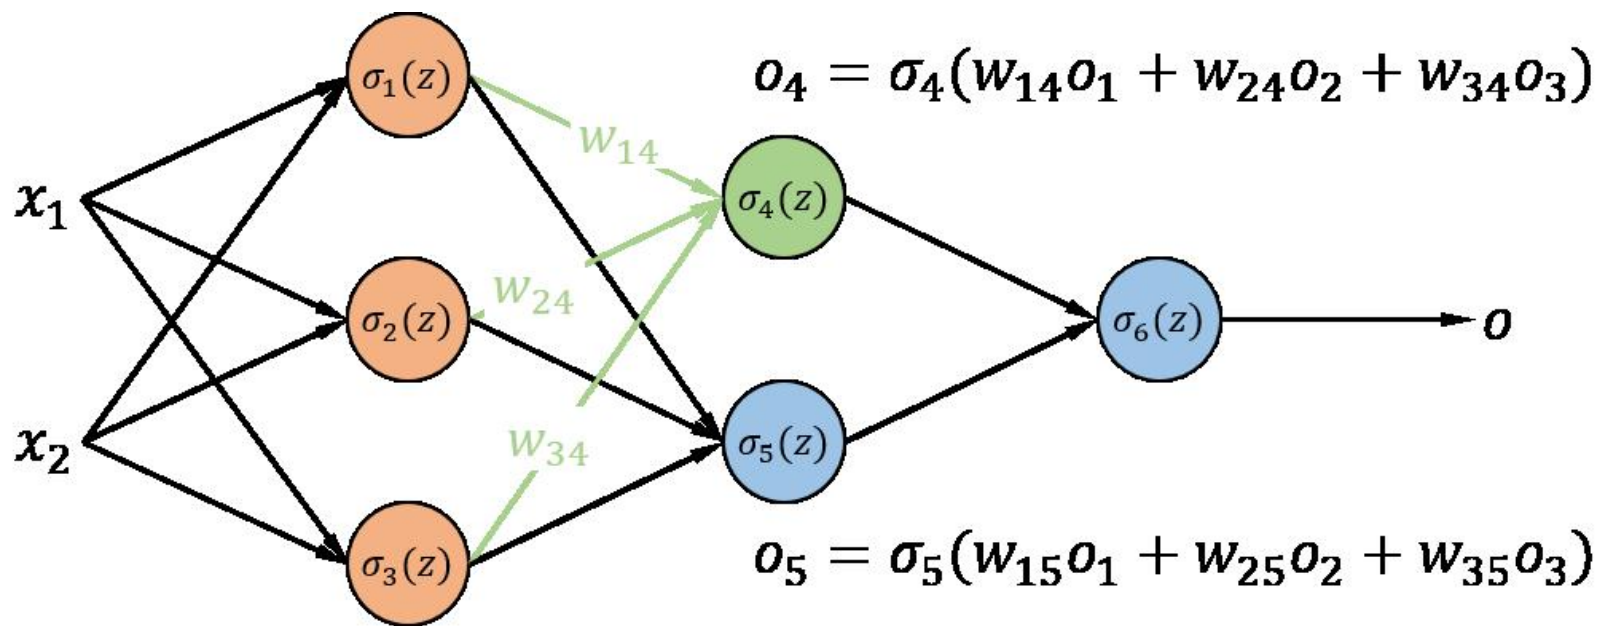 σ₁(z)
o₄ = σ₄(w₁₄o₁ + w₂₄o₂ + w₃₄o₃)
w₁₄
x₁
σ₄(z)
w₂₄
σ₂(z)
σ₆(z)
o
x₂
w₃₄
σ₅(z)
σ₃(z)
o₅ = σ₅(w₁₅o₁ + w₂₅o₂ + w₃₅o₃)